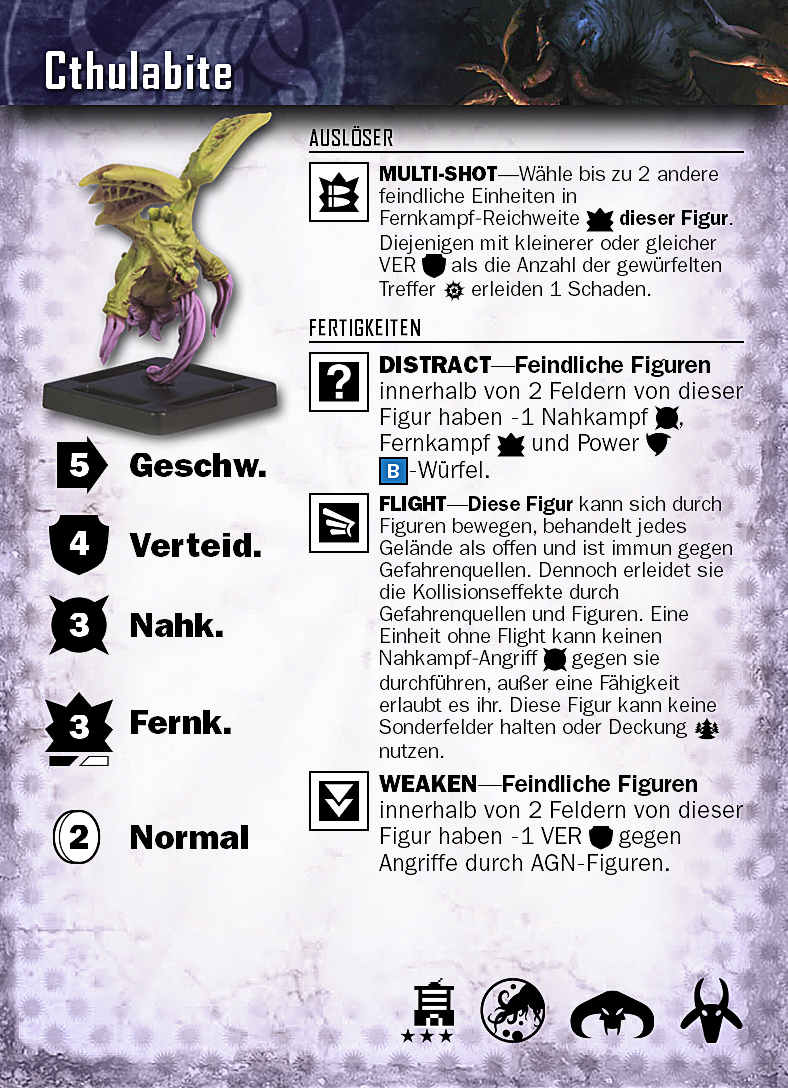 Cthulabite
AUSLÖSER
B
MULTI-SHOT—Wähle bis zu 2 andere
feindliche Einheiten in
Fernkampf-Reichweite dieser Figur.
Diejenigen mit kleinerer oder gleicher
VER als die Anzahl der gewürfelten
Treffer erleiden 1 Schaden.
FERTIGKEITEN
?
DISTRACT—Feindliche Figuren
innerhalb von 2 Feldern von dieser
Figur haben -1 Nahkampf ,
Fernkampf und Power
B-Würfel.
FLIGHT—Diese Figur kann sich durch
Figuren bewegen, behandelt jedes
Gelände als offen und ist immun gegen
Gefahrenquellen. Dennoch erleidet sie
die Kollisionseffekte durch
Gefahrenquellen und Figuren. Eine
Einheit ohne Flight kann keinen
Nahkampf-Angriff gegen sie
durchführen, außer eine Fähigkeit
erlaubt es ihr. Diese Figur kann keine
Sonderfelder halten oder Deckung
nutzen.
WEAKEN—Feindliche Figuren
innerhalb von 2 Feldern von dieser
Figur haben -1 VER gegen
Angriffe durch AGN-Figuren.
5 Geschw.
4 Verteid.
3 Nahk.
3 Fernk.
2 Normal